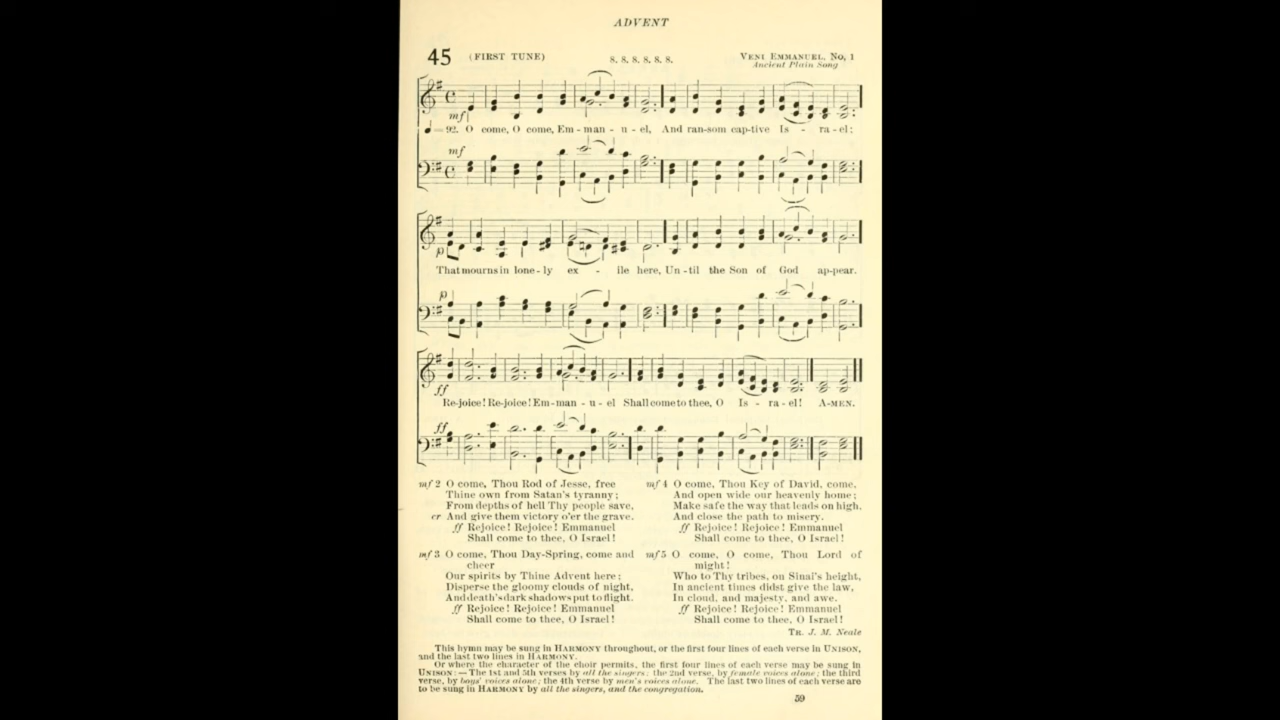 ADVENT
45 (FIRST TUNE) 8. 8. 8. 8. 8. 8. VENI EMMANUEL, No, 1
Ancient Plain Song
mf
♩=92. O come, O come, Em-man-u-el, And ran-som cap-tive Is-ra-el;
mf
p
That mourns in lone-ly ex-ile here, Un-til the Son of God ap-pear.
p
ff
Re-joice! Re-joice! Em-man-u-el Shall come to thee, O Is-ra-el! A-MEN.
ff
mf 2 O come, Thou Rod of Jesse, free
Thine own from Satan's tyranny;
From depths of hell Thy people save,
cr And give them victory o'er the grave.
ff Rejoice! Rejoice! Emmanuel
Shall come to thee, O Israel!
mf 3 O come, Thou Day-Spring, come and
cheer
Our spirits by Thine Advent here;
Disperse the gloomy clouds of night,
And death's dark shadows put to flight.
ff Rejoice! Rejoice! Emmanuel
Shall come to thee, O Israel!
mf 4 O come, Thou Key of David, come,
And open wide our heavenly home;
Make safe the way that leads on high,
And close the path to misery.
ff Rejoice! Rejoice! Emmanuel
Shall come to thee, O Israel!
mf 5 O come, O come, Thou Lord of
might!
Who to Thy tribes, on Sinai's height,
In ancient times didst give the law,
In cloud, and majesty, and awe.
ff Rejoice! Rejoice! Emmanuel
Shall come to thee, O Israel!
TR. J. M. Neale
This hymn may be sung in HARMONY throughout, or the first four lines of each verse in UNISON,
and the last two lines in HARMONY.
Or where the character of the choir permits, the first four lines of each verse may be sung in
UNISON:—The 1st and 5th verses by all the singers; the 2nd verse, by female voices alone; the third
verse, by boys' voices alone; the 4th verse by men's voices alone. The last two lines of each verse are
to be sung in HARMONY by all the singers, and the congregation.
59